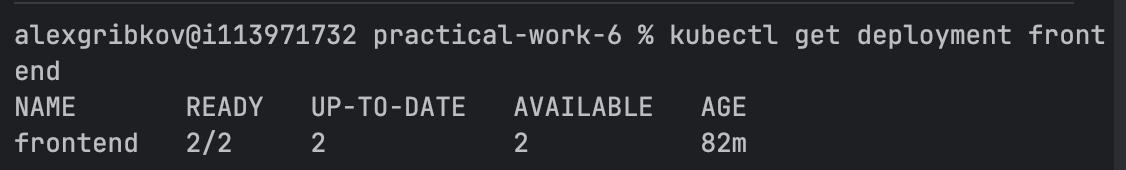 alexgribkov@i113971732 practical-work-6 % kubectl get deployment front
end
NAME       READY   UP-TO-DATE   AVAILABLE   AGE
frontend   2/2     2            2           82m